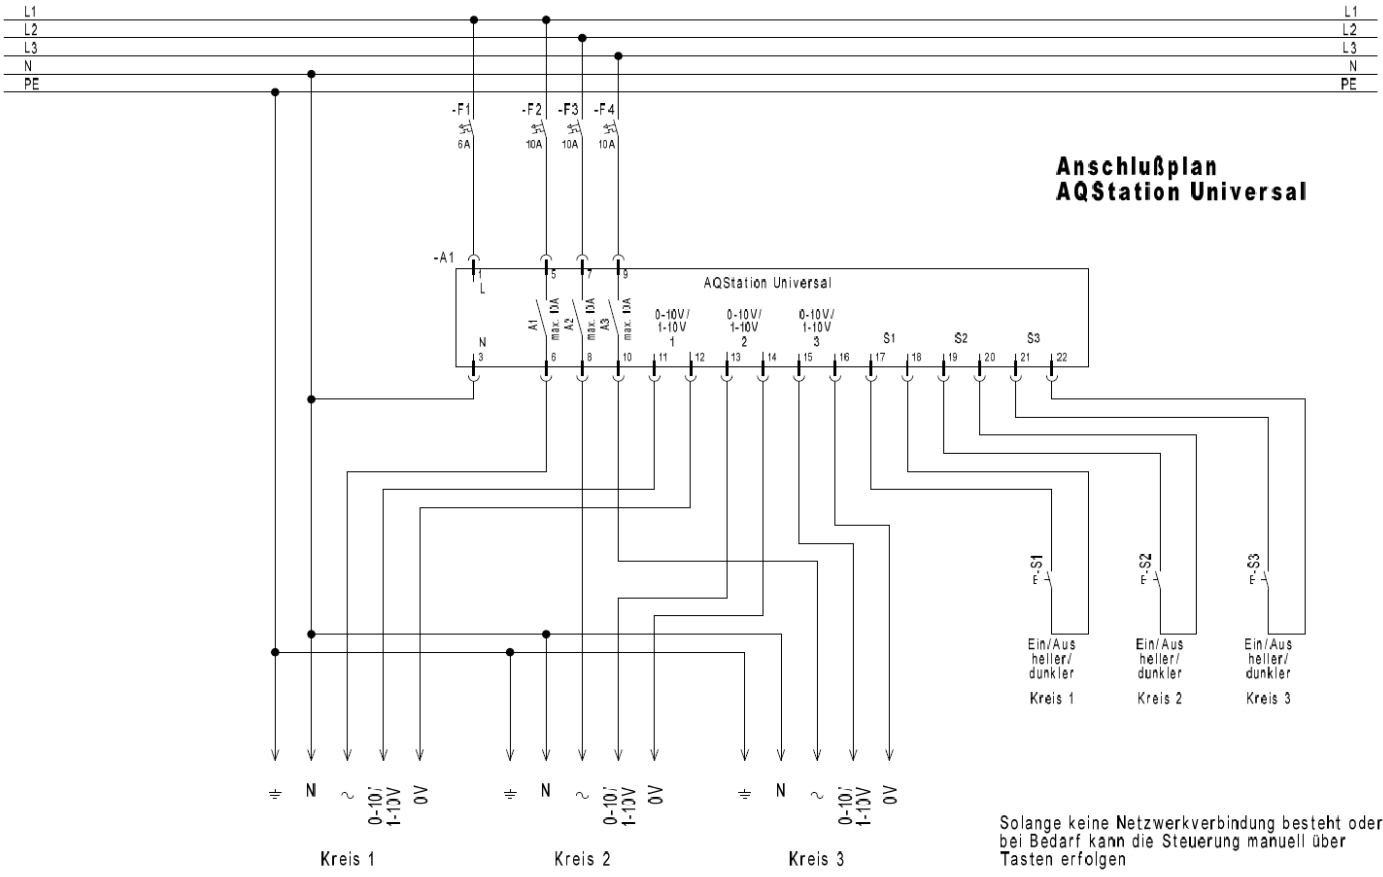 L1 L1
L2 L2
L3 L3
N N
PE PE
-F1 -F2 -F3 -F4
6A 10A 10A 10A
Anschlußplan
AQStation Universal
-A1
1 5 7 9
L
AQStation Universal
A1 max. 10A A2 max. 10A A3 max. 10A
0-10V/ 0-10V/ 0-10V/
1-10V 1-10V 1-10V
1 2 3
N S1 S2 S3
3 6 8 10 11 12 13 14 15 16 17 18 19 20 21 22
E-S1 E-S2 E-S3
Ein/Aus Ein/Aus Ein/Aus
heller/ heller/ heller/
dunkler dunkler dunkler
Kreis 1 Kreis 2 Kreis 3
N ~ 0-10/ 1-10V 0V N ~ 0-10/ 1-10V 0V N ~ 0-10/ 1-10V 0V
Kreis 1 Kreis 2 Kreis 3
Solange keine Netzwerkverbindung besteht oder
bei Bedarf kann die Steuerung manuell über
Tasten erfolgen